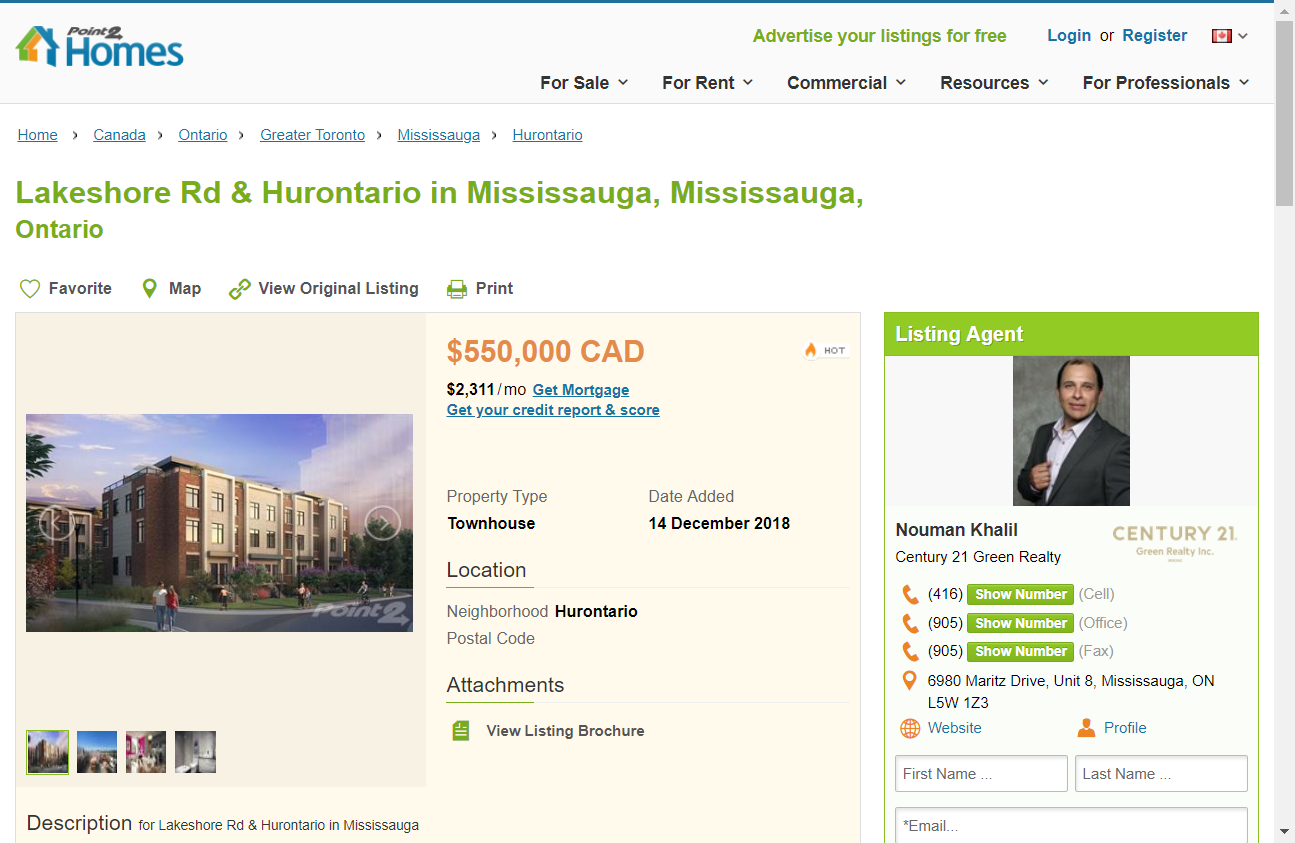 Point2 Homes
Advertise your listings for free
Login or Register
For Sale For Rent Commercial Resources For Professionals
Home › Canada › Ontario › Greater Toronto › Mississauga › Hurontario
Lakeshore Rd & Hurontario in Mississauga, Mississauga,
Ontario
Favorite Map View Original Listing Print
$550,000 CAD
HOT
$2,311/mo Get Mortgage
Get your credit report & score
Property Type Date Added
Townhouse 14 December 2018
Location
Neighborhood Hurontario
Postal Code
Attachments
View Listing Brochure
Point2
Description for Lakeshore Rd & Hurontario in Mississauga
Listing Agent
Nouman Khalil
Century 21 Green Realty
CENTURY 21.
Green Realty Inc.
(416) Show Number (Cell)
(905) Show Number (Office)
(905) Show Number (Fax)
6980 Maritz Drive, Unit 8, Mississauga, ON
L5W 1Z3
Website Profile
First Name ... Last Name ...
*Email...